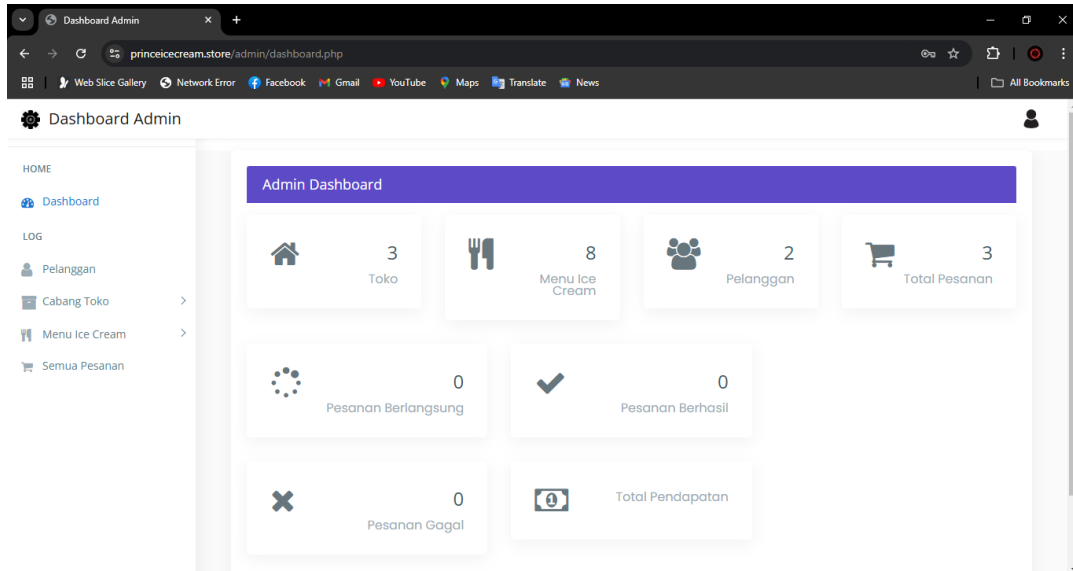 Dashboard Admin
princeicecream.store/admin/dashboard.php
Web Slice Gallery Network Error Facebook Gmail YouTube Maps Translate News All Bookmarks
Dashboard Admin
HOME
Dashboard
LOG
Pelanggan
Cabang Toko
Menu Ice Cream
Semua Pesanan
Admin Dashboard
3
Toko
8
Menu Ice
Cream
2
Pelanggan
3
Total Pesanan
0
Pesanan Berlangsung
0
Pesanan Berhasil
0
Pesanan Gagal
1
Total Pendapatan